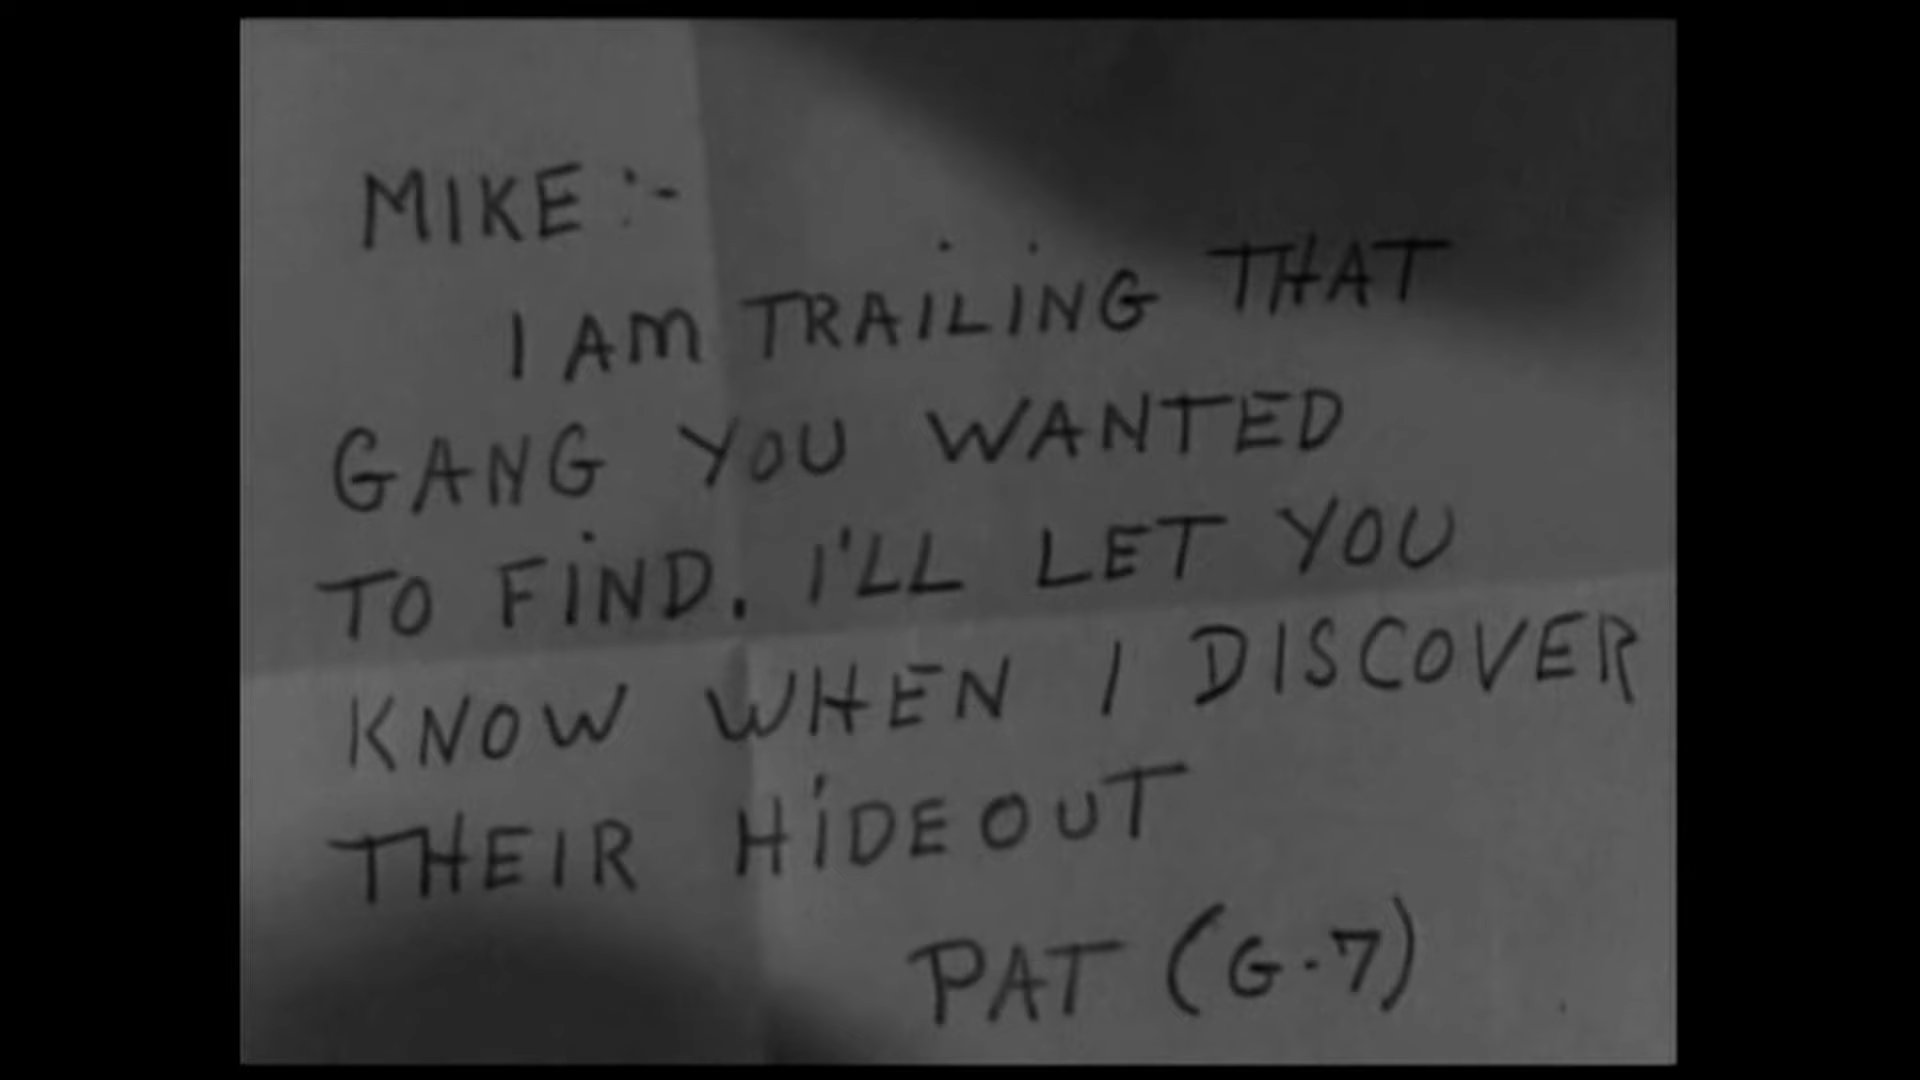 MIKE:-
I AM TRAILING THAT
GANG YOU WANTED
TO FIND. I'LL LET YOU
KNOW WHEN I DISCOVER
THEIR HIDEOUT
PAT (G-7)